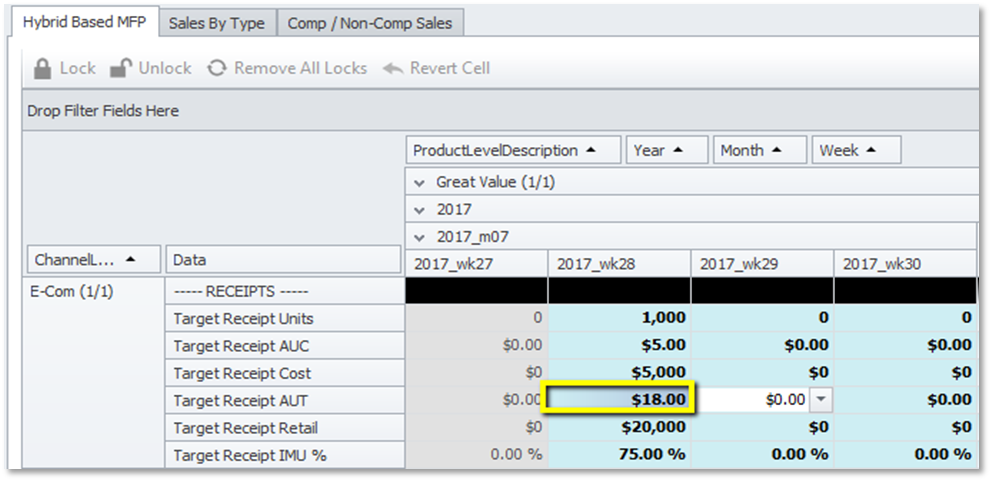 Hybrid Based MFP Sales By Type Comp / Non-Comp Sales
Lock Unlock Remove All Locks Revert Cell
Drop Filter Fields Here
ProductLevelDescription Year Month Week
Great Value (1/1)
2017
2017_m07
ChannelL... Data 2017_wk27 2017_wk28 2017_wk29 2017_wk30
E-Com (1/1) ----- RECEIPTS -----
Target Receipt Units 0 1,000 0 0
Target Receipt AUC $0.00 $5.00 $0.00 $0.00
Target Receipt Cost $0 $5,000 $0 $0
Target Receipt AUT $0.00 $18.00 $0.00 $0.00
Target Receipt Retail $0 $20,000 $0 $0
Target Receipt IMU % 0.00 % 75.00 % 0.00 % 0.00 %